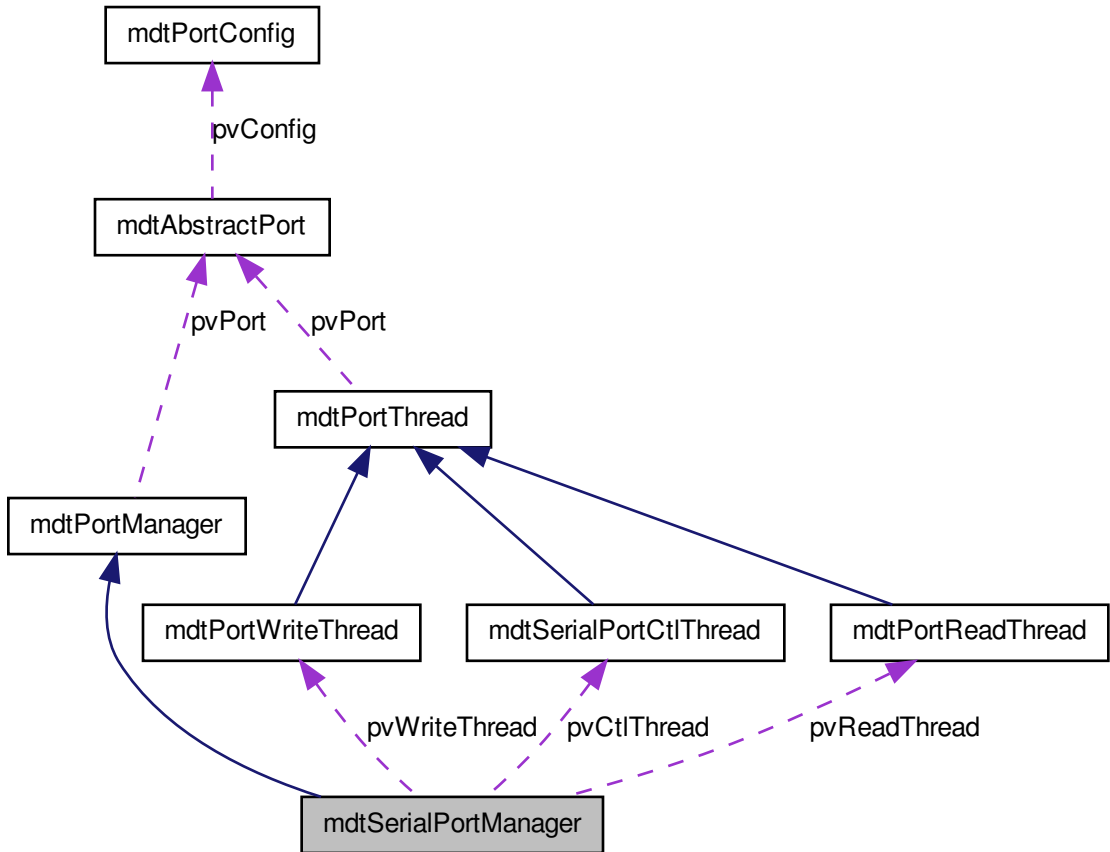 mdtPortConfig
pvConfig
mdtAbstractPort
pvPort
pvPort
mdtPortThread
mdtPortManager
mdtPortWriteThread
mdtSerialPortCtlThread
mdtPortReadThread
pvWriteThread
pvCtlThread
pvReadThread
mdtSerialPortManager